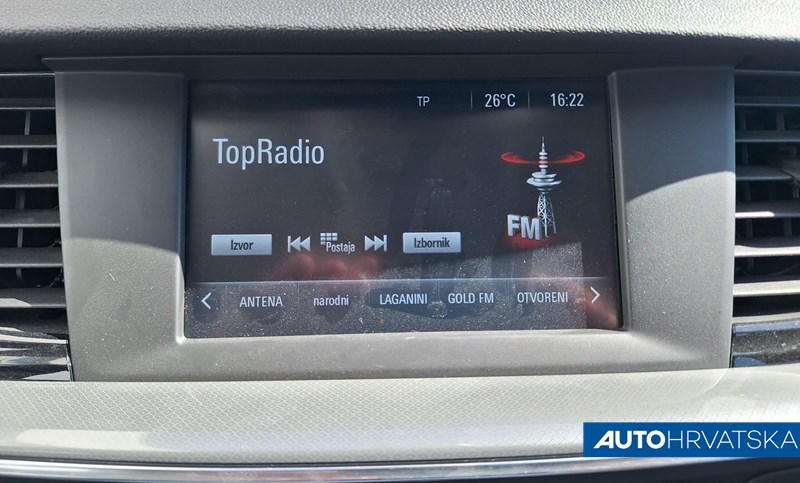 TP 26°C 16:22
TopRadio
FM
Izvor Postaja Izbornik
ANTENA narodni LAGANINI GOLD FM OTVORENI
AUTOHRVATSKA